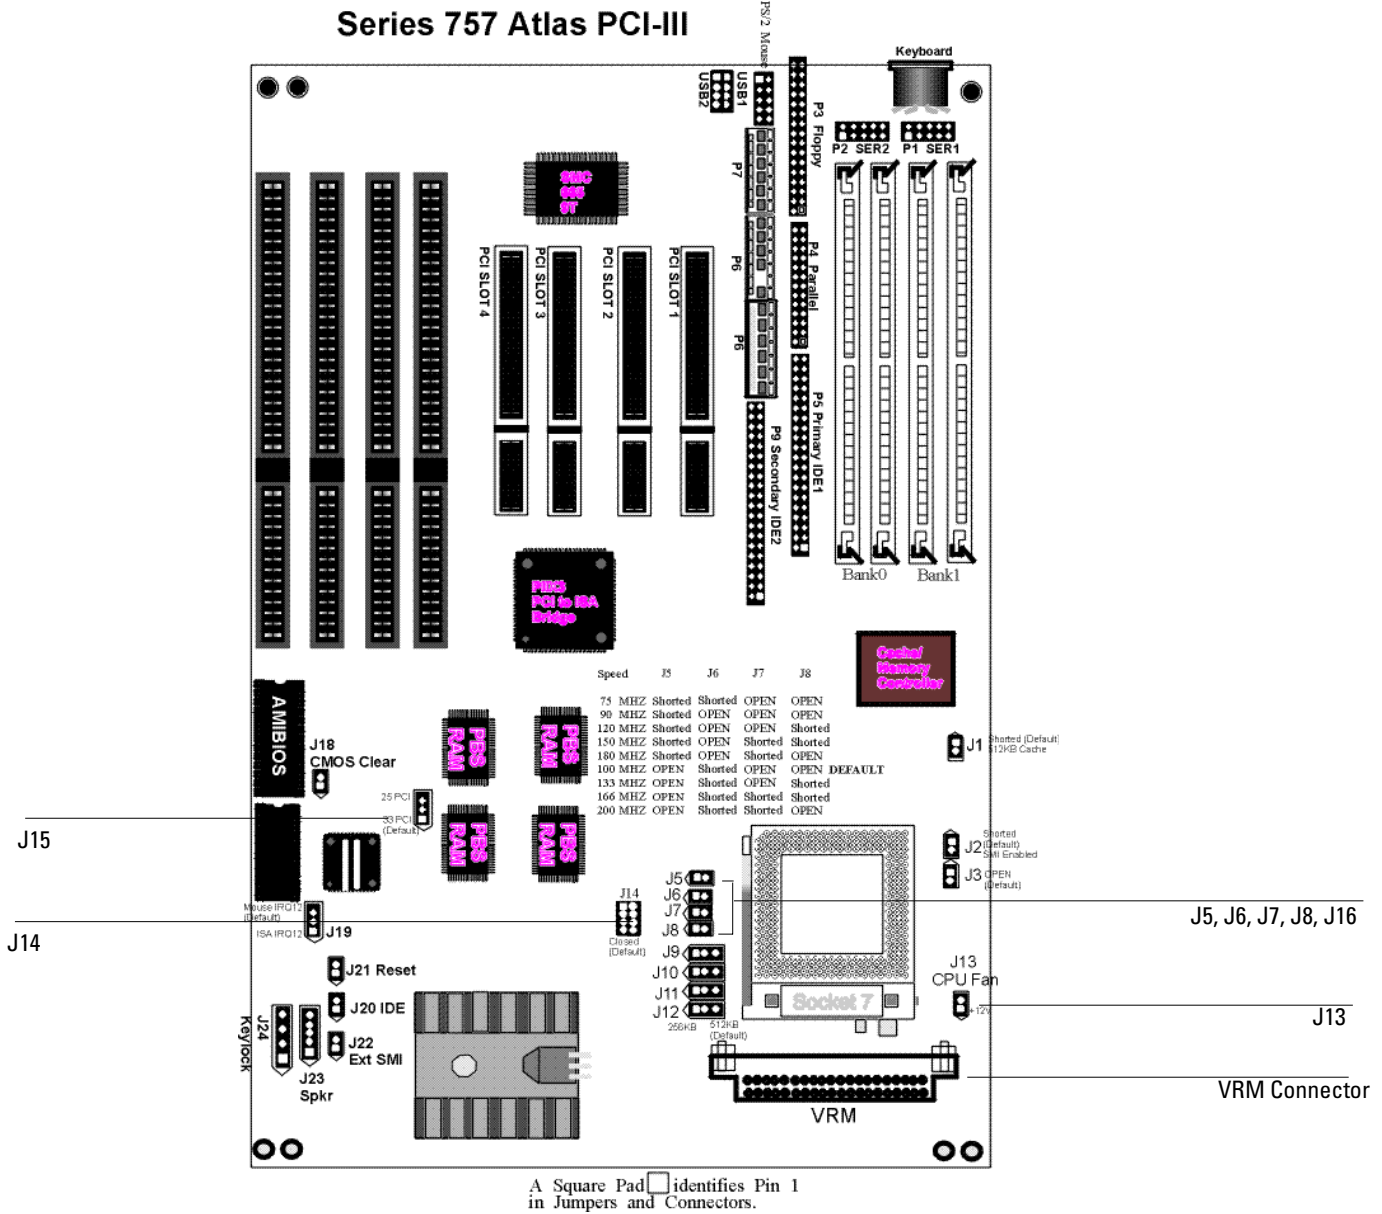 Series 757 Atlas PCI-III
PS/2 Mouse
Keyboard
USB2
USB1
P3 Floppy
P2 SER2
P1 SER1
P7
SMC
ST
PCI SLOT 4
PCI SLOT 3
PCI SLOT 2
PCI SLOT 1
P6
P4 Parallel
P6
P5 Primary IDE1
P9 Secondary IDE2
Bank0
Bank1
PIIX3
PCI to ISA
Bridge
Cache/
Memory
Controller
Speed J5 J6 J7 J8
75 MHZ Shorted Shorted OPEN OPEN
90 MHZ Shorted OPEN OPEN OPEN
120 MHZ Shorted OPEN OPEN Shorted
150 MHZ Shorted OPEN Shorted Shorted
180 MHZ Shorted OPEN Shorted OPEN
100 MHZ OPEN Shorted OPEN OPEN DEFAULT
133 MHZ OPEN Shorted OPEN Shorted
166 MHZ OPEN Shorted Shorted Shorted
200 MHZ OPEN Shorted Shorted OPEN
AMIBIOS
J18
CMOS Clear
PBS
RAM
PBS
RAM
J1 Shorted (Default)
512KB Cache
25 PCI
33 PCI
(Default)
J15
PBS
RAM
PBS
RAM
Shorted
(Default)
J2
SMI Enabled
J3 OPEN
(Default)
J5
J6
J7
J8
J14
Closed
(Default)
J5, J6, J7, J8, J16
Mouse IRQ12
(Default)
ISA IRQ12
J19
J14
J9
J10
J11
J12
256KB
512KB
(Default)
Socket 7
J13
CPU Fan
+12V
J13
J21 Reset
J20 IDE
J22
Ext SMI
J24
Keylock
J23
Spkr
VRM Connector
VRM
A Square Pad identifies Pin 1
in Jumpers and Connectors.